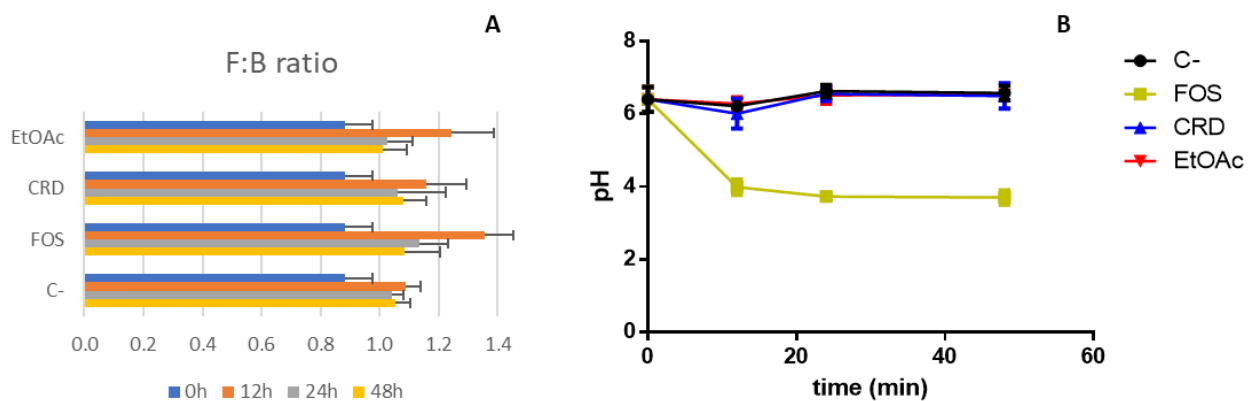 A
F:B ratio
EtOAc
CRD
FOS
C-
0.0 0.2 0.4 0.6 0.8 1.0 1.2 1.4
0h 12h 24h 48h
B
8
6
4
2
0
pH
0 20 40 60
time (min)
C-
FOS
CRD
EtOAc